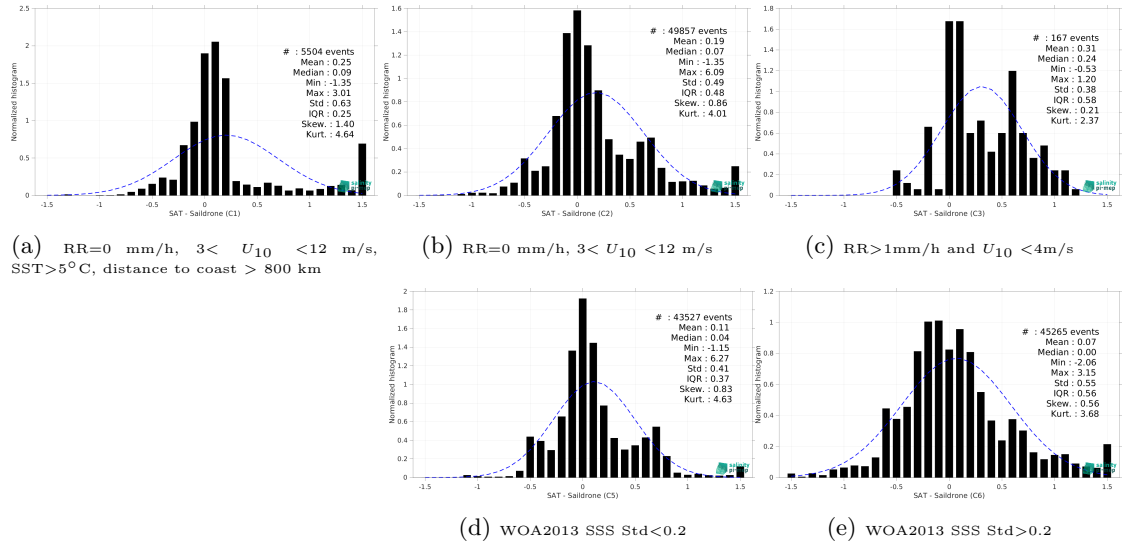 2.5
2
1.5
1
0.5
0
-1.5 -1 -0.5 0 0.5 1 1.5
Normalized histogram
SAT - Saildrone (C1)
# : 5504 events
Mean : 0.25
Median : 0.09
Min : -1.35
Max : 3.01
Std : 0.63
IQR : 0.25
Skew. : 1.40
Kurt. : 4.64
salinity
pi-mep
(a) RR=0 mm/h, 3< U10 <12 m/s,
SST>5°C, distance to coast > 800 km
1.6
1.4
1.2
1
0.8
0.6
0.4
0.2
0
-1.5 -1 -0.5 0 0.5 1 1.5
Normalized histogram
SAT - Saildrone (C2)
# : 49857 events
Mean : 0.19
Median : 0.07
Min : -1.35
Max : 6.09
Std : 0.49
IQR : 0.48
Skew. : 0.86
Kurt. : 4.01
salinity
pi-mep
(b) RR=0 mm/h, 3< U10 <12 m/s
1.8
1.6
1.4
1.2
1
0.8
0.6
0.4
0.2
0
-1.5 -1 -0.5 0 0.5 1 1.5
Normalized histogram
SAT - Saildrone (C3)
# : 167 events
Mean : 0.31
Median : 0.24
Min : -0.53
Max : 1.20
Std : 0.38
IQR : 0.58
Skew. : 0.21
Kurt. : 2.37
salinity
pi-mep
(c) RR>1mm/h and U10 <4m/s
2
1.8
1.6
1.4
1.2
1
0.8
0.6
0.4
0.2
0
-1.5 -1 -0.5 0 0.5 1 1.5
Normalized histogram
SAT - Saildrone (C5)
# : 43527 events
Mean : 0.11
Median : 0.04
Min : -1.15
Max : 6.27
Std : 0.41
IQR : 0.37
Skew. : 0.83
Kurt. : 4.63
salinity
pi-mep
(d) WOA2013 SSS Std<0.2
1.2
1
0.8
0.6
0.4
0.2
0
-1.5 -1 -0.5 0 0.5 1 1.5
Normalized histogram
SAT - Saildrone (C6)
# : 45265 events
Mean : 0.07
Median : 0.00
Min : -2.06
Max : 3.15
Std : 0.55
IQR : 0.56
Skew. : 0.56
Kurt. : 3.68
salinity
pi-mep
(e) WOA2013 SSS Std>0.2